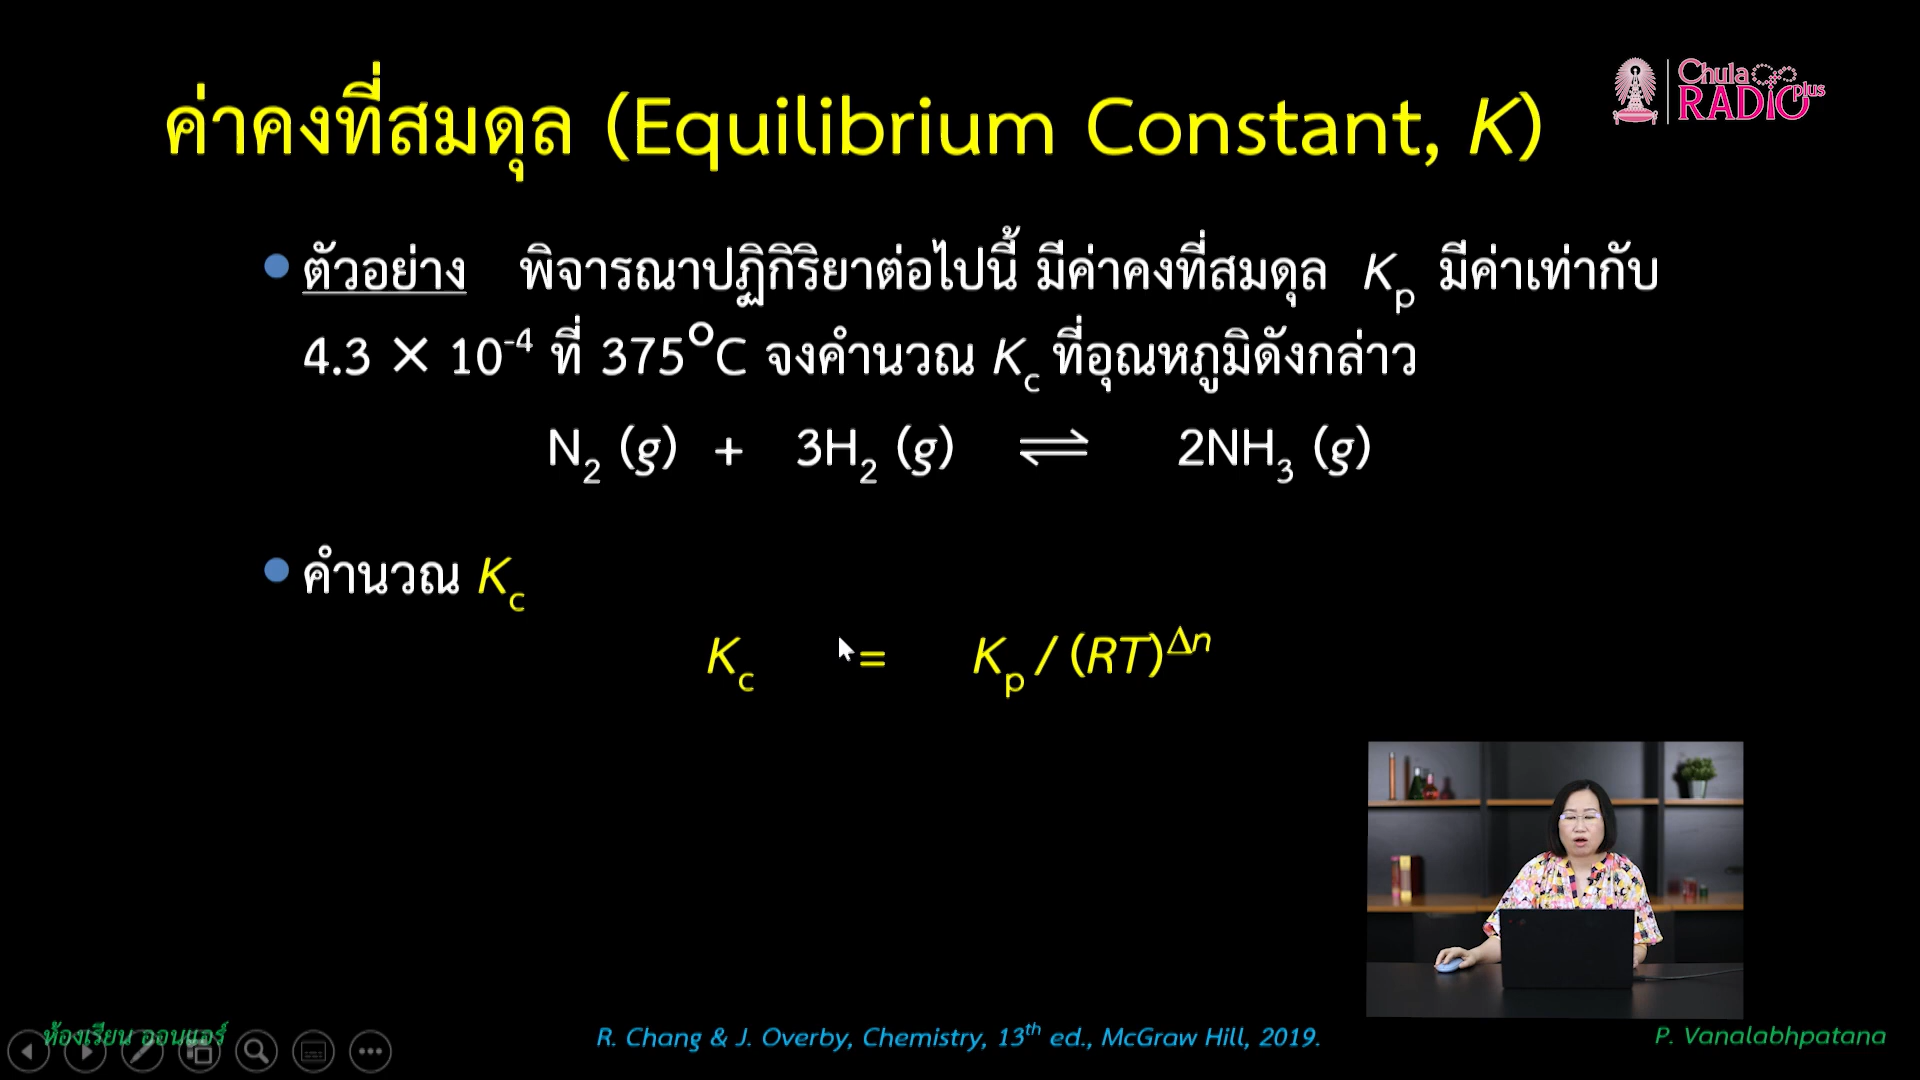 Chula
RADIO plus
ค่าคงที่สมดุล (Equilibrium Constant, K)
ตัวอย่าง พิจารณาปฏิกิริยาต่อไปนี้ มีค่าคงที่สมดุล Kp มีค่าเท่ากับ
4.3 × 10⁻⁴ ที่ 375°C จงคำนวณ Kc ที่อุณหภูมิดังกล่าว
N₂ (g) + 3H₂ (g) ⇌ 2NH₃ (g)
คำนวณ Kc
Kc = Kp / (RT)^Δn
ห้องเรียน ออนแอร์
R. Chang & J. Overby, Chemistry, 13th ed., McGraw Hill, 2019.
P. Vanalabhpatana